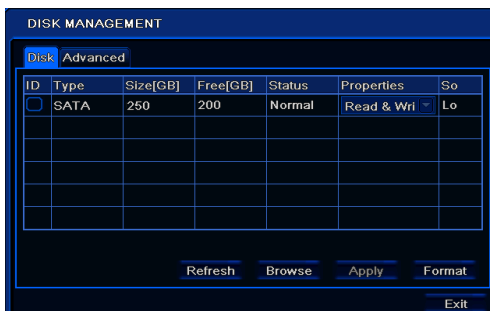 DISK MANAGEMENT
Disk Advanced
ID Type Size[GB] Free[GB] Status Properties So
SATA 250 200 Normal Read & Wri Lo
Refresh Browse Apply Format
Exit